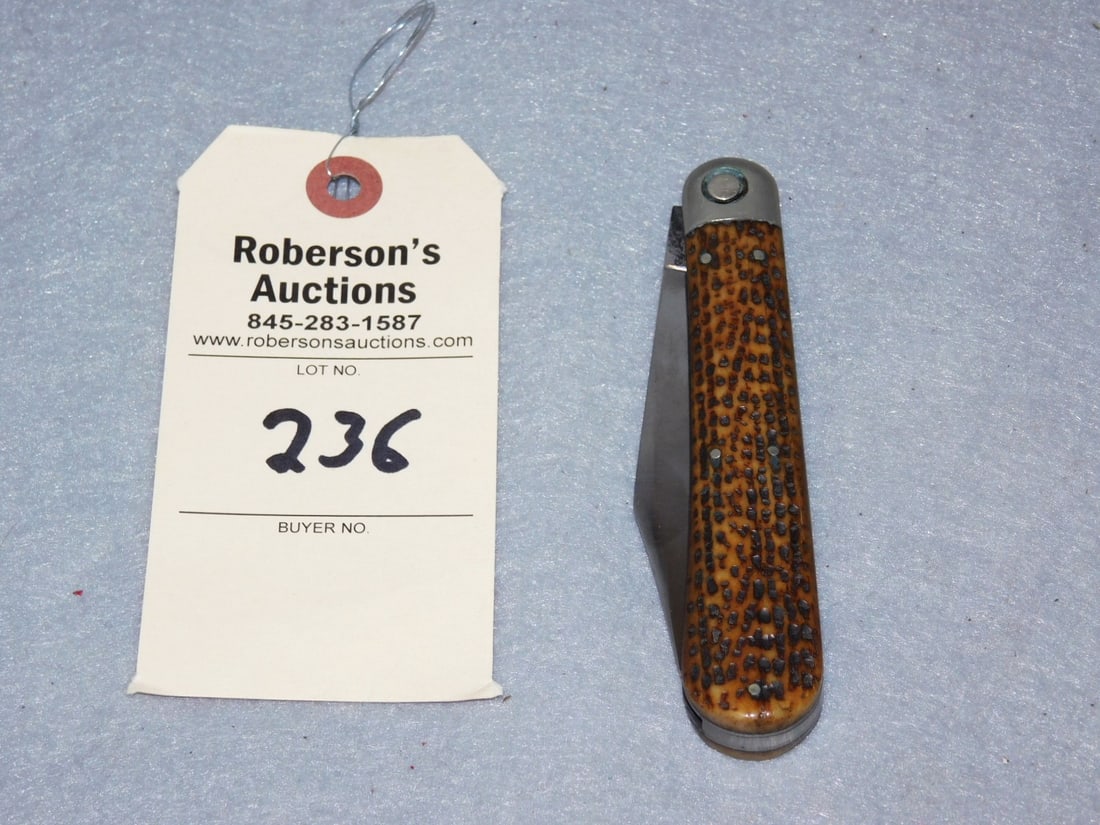 Roberson's
Auctions
845-283-1587
www.robersonsauctions.com
LOT NO.
236
BUYER NO.